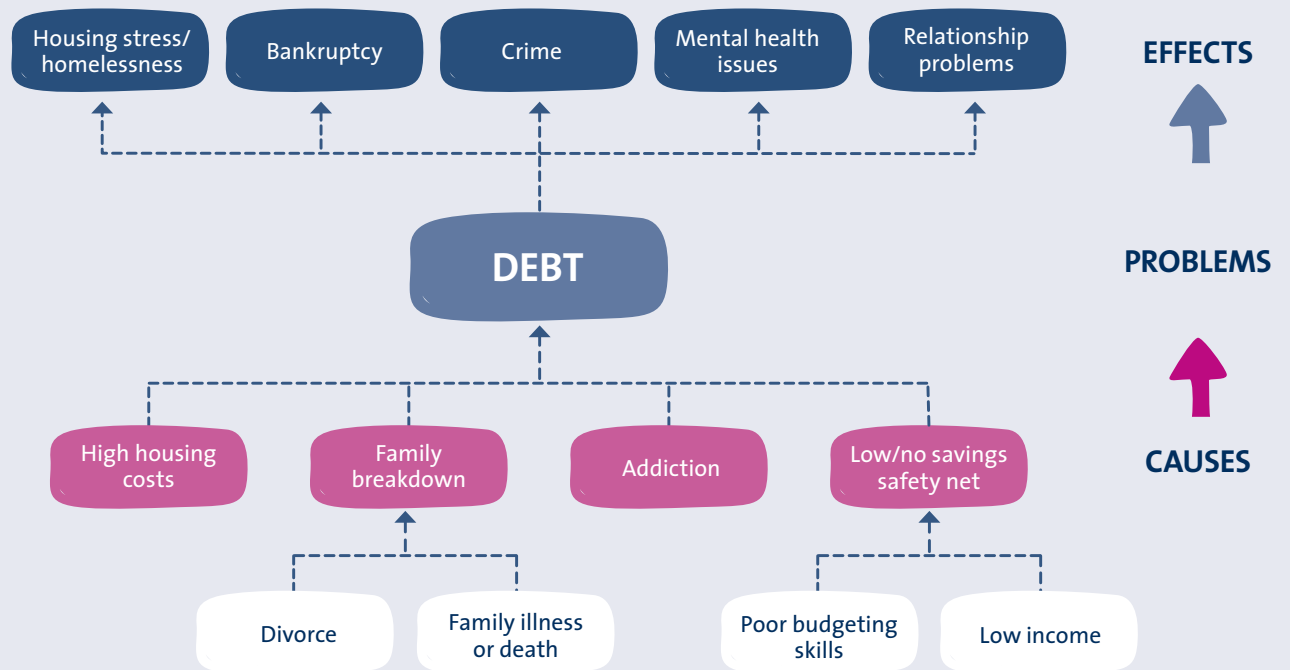 Housing stress/
homelessness
Bankruptcy
Crime
Mental health
issues
Relationship
problems
EFFECTS
DEBT
PROBLEMS
High housing
costs
Family
breakdown
Addiction
Low/no savings
safety net
CAUSES
Divorce
Family illness
or death
Poor budgeting
skills
Low income